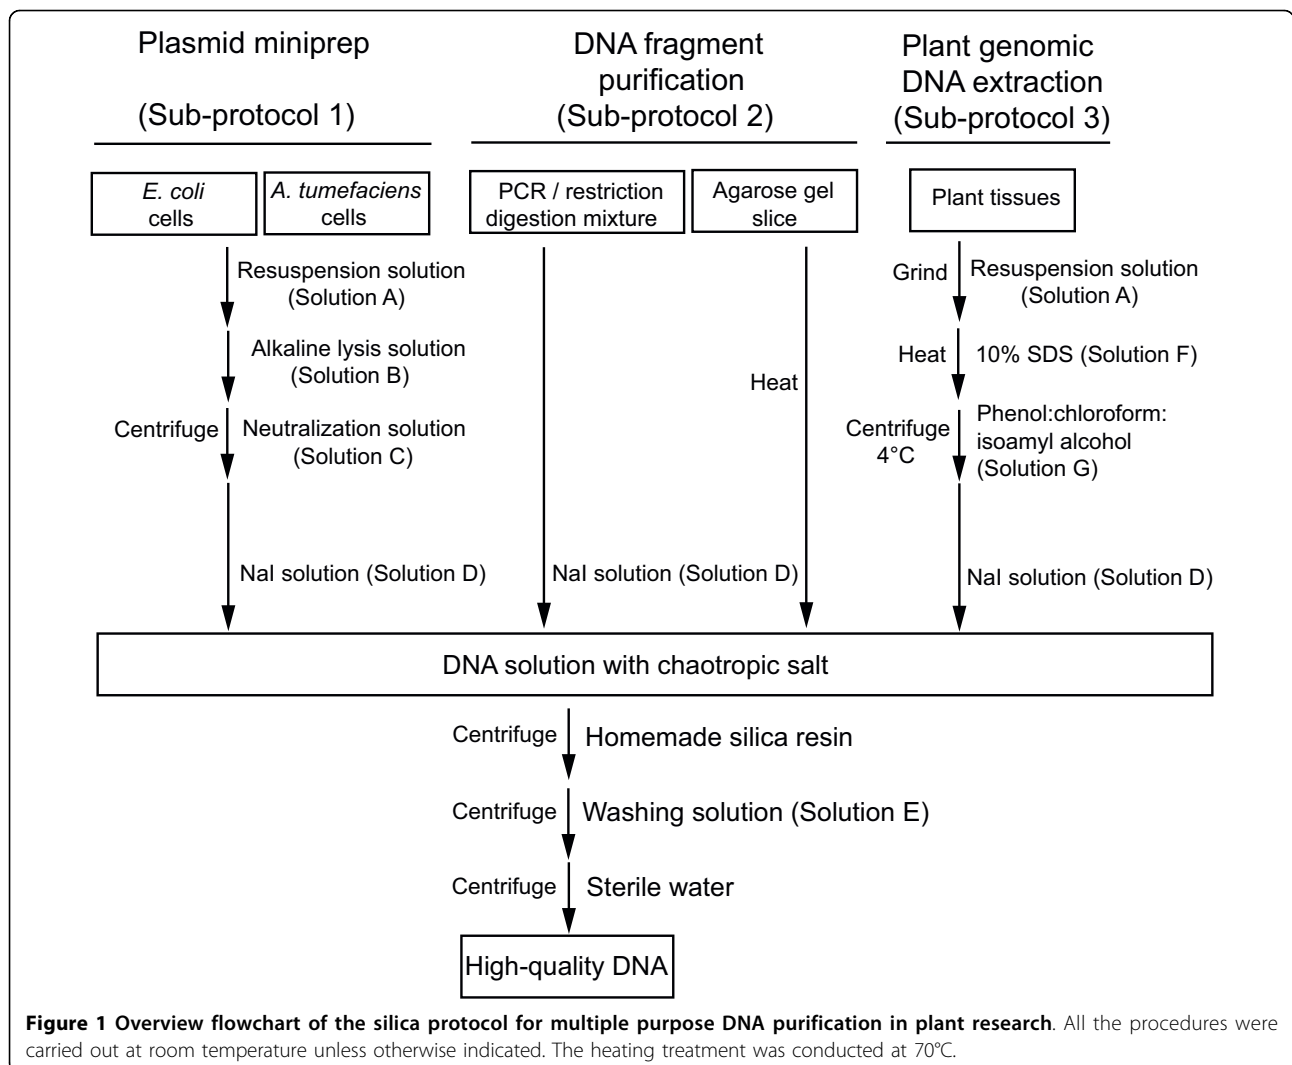 Plasmid miniprep
(Sub-protocol 1)
DNA fragment
purification
(Sub-protocol 2)
Plant genomic
DNA extraction
(Sub-protocol 3)
E. coli
cells
A. tumefaciens
cells
PCR / restriction
digestion mixture
Agarose gel
slice
Plant tissues
Resuspension solution
(Solution A)
Alkaline lysis solution
(Solution B)
Centrifuge
Neutralization solution
(Solution C)
NaI solution (Solution D)
NaI solution (Solution D)
Heat
Grind
Resuspension solution
(Solution A)
Heat
10% SDS (Solution F)
Centrifuge
4°C
Phenol:chloroform:
isoamyl alcohol
(Solution G)
NaI solution (Solution D)
DNA solution with chaotropic salt
Centrifuge
Homemade silica resin
Centrifuge
Washing solution (Solution E)
Centrifuge
Sterile water
High-quality DNA
Figure 1 Overview flowchart of the silica protocol for multiple purpose DNA purification in plant research. All the procedures were
carried out at room temperature unless otherwise indicated. The heating treatment was conducted at 70°C.